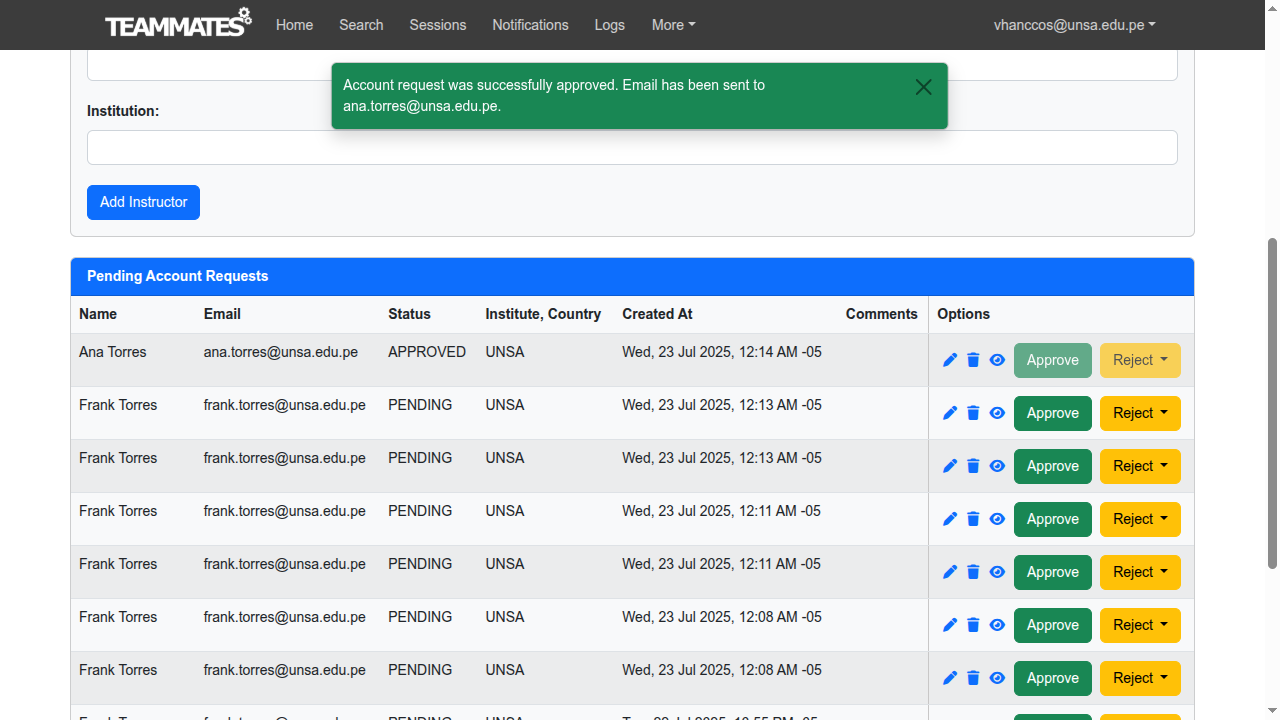 TEAMMATES Home Search Sessions Notifications Logs More vhanccos@unsa.edu.pe
Account request was successfully approved. Email has been sent to
ana.torres@unsa.edu.pe.
Institution:
Add Instructor
Pending Account Requests
Name Email Status Institute, Country Created At Comments Options
Ana Torres ana.torres@unsa.edu.pe APPROVED UNSA Wed, 23 Jul 2025, 12:14 AM -05 Approve Reject
Frank Torres frank.torres@unsa.edu.pe PENDING UNSA Wed, 23 Jul 2025, 12:13 AM -05 Approve Reject
Frank Torres frank.torres@unsa.edu.pe PENDING UNSA Wed, 23 Jul 2025, 12:13 AM -05 Approve Reject
Frank Torres frank.torres@unsa.edu.pe PENDING UNSA Wed, 23 Jul 2025, 12:11 AM -05 Approve Reject
Frank Torres frank.torres@unsa.edu.pe PENDING UNSA Wed, 23 Jul 2025, 12:11 AM -05 Approve Reject
Frank Torres frank.torres@unsa.edu.pe PENDING UNSA Wed, 23 Jul 2025, 12:08 AM -05 Approve Reject
Frank Torres frank.torres@unsa.edu.pe PENDING UNSA Wed, 23 Jul 2025, 12:08 AM -05 Approve Reject